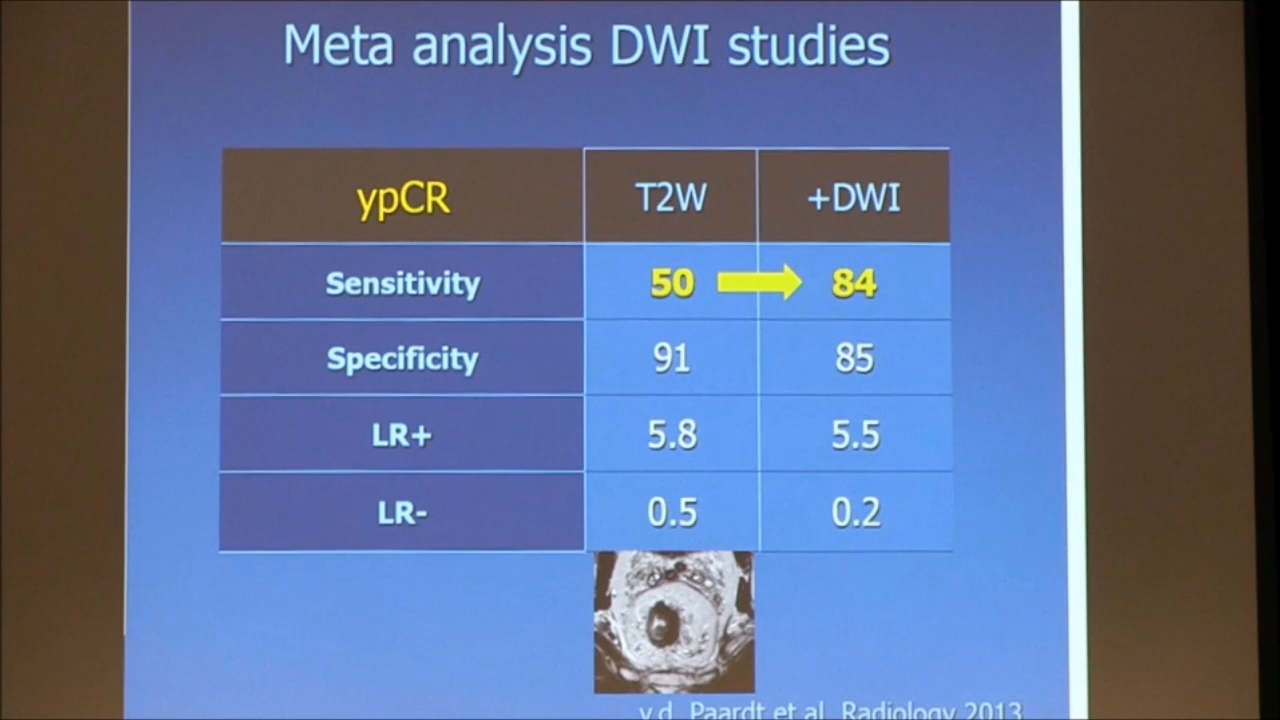 Meta analysis DWI studies
ypCR T2W +DWI
Sensitivity 50 84
Specificity 91 85
LR+ 5.8 5.5
LR- 0.5 0.2
v.d. Paardt et al. Radiology 2013